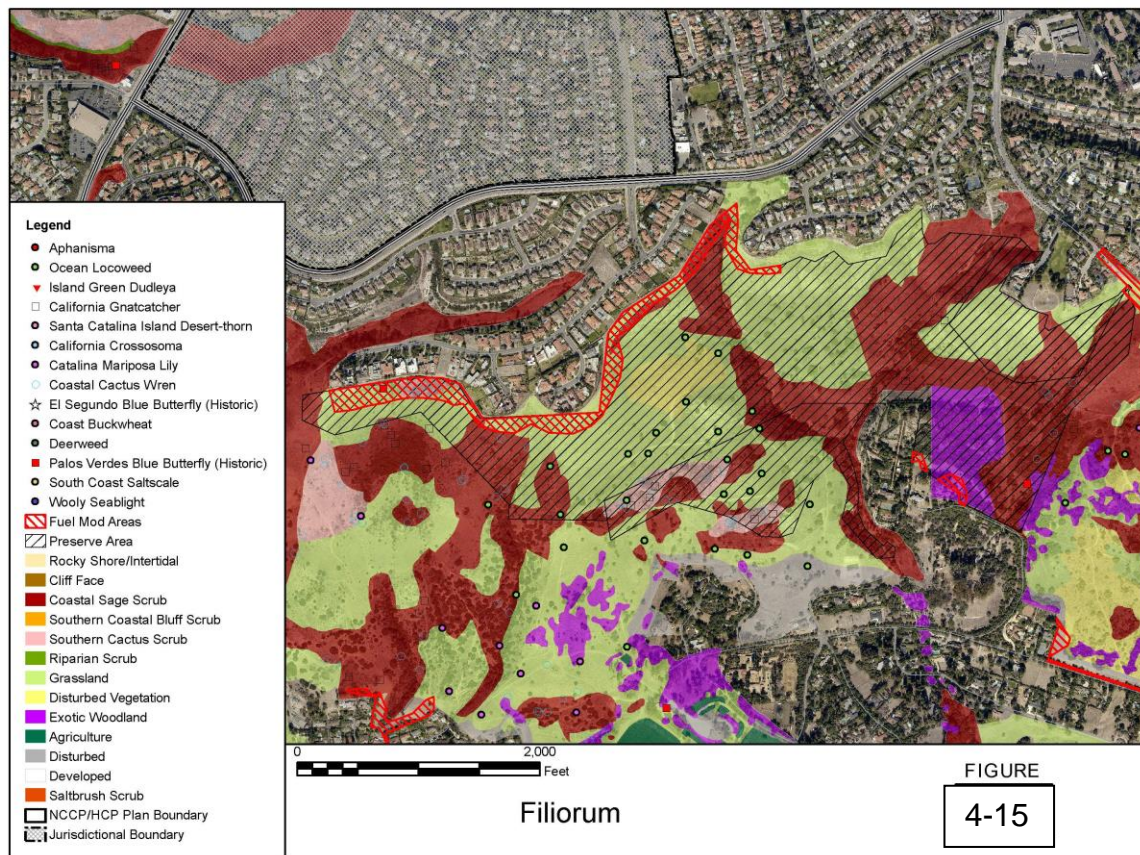 Legend
Aphanisma
Ocean Locoweed
Island Green Dudleya
California Gnatcatcher
Santa Catalina Island Desert-thorn
California Crossosoma
Catalina Mariposa Lily
Coastal Cactus Wren
El Segundo Blue Butterfly (Historic)
Coast Buckwheat
Deerweed
Palos Verdes Blue Butterfly (Historic)
South Coast Saltscale
Wooly Seablight
Fuel Mod Areas
Preserve Area
Rocky Shore/Intertidal
Cliff Face
Coastal Sage Scrub
Southern Coastal Bluff Scrub
Southern Cactus Scrub
Riparian Scrub
Grassland
Disturbed Vegetation
Exotic Woodland
Agriculture
Disturbed
Developed
Saltbrush Scrub
NCCP/HCP Plan Boundary
Jurisdictional Boundary
0 2,000
Feet
Filiorum
FIGURE
4-15